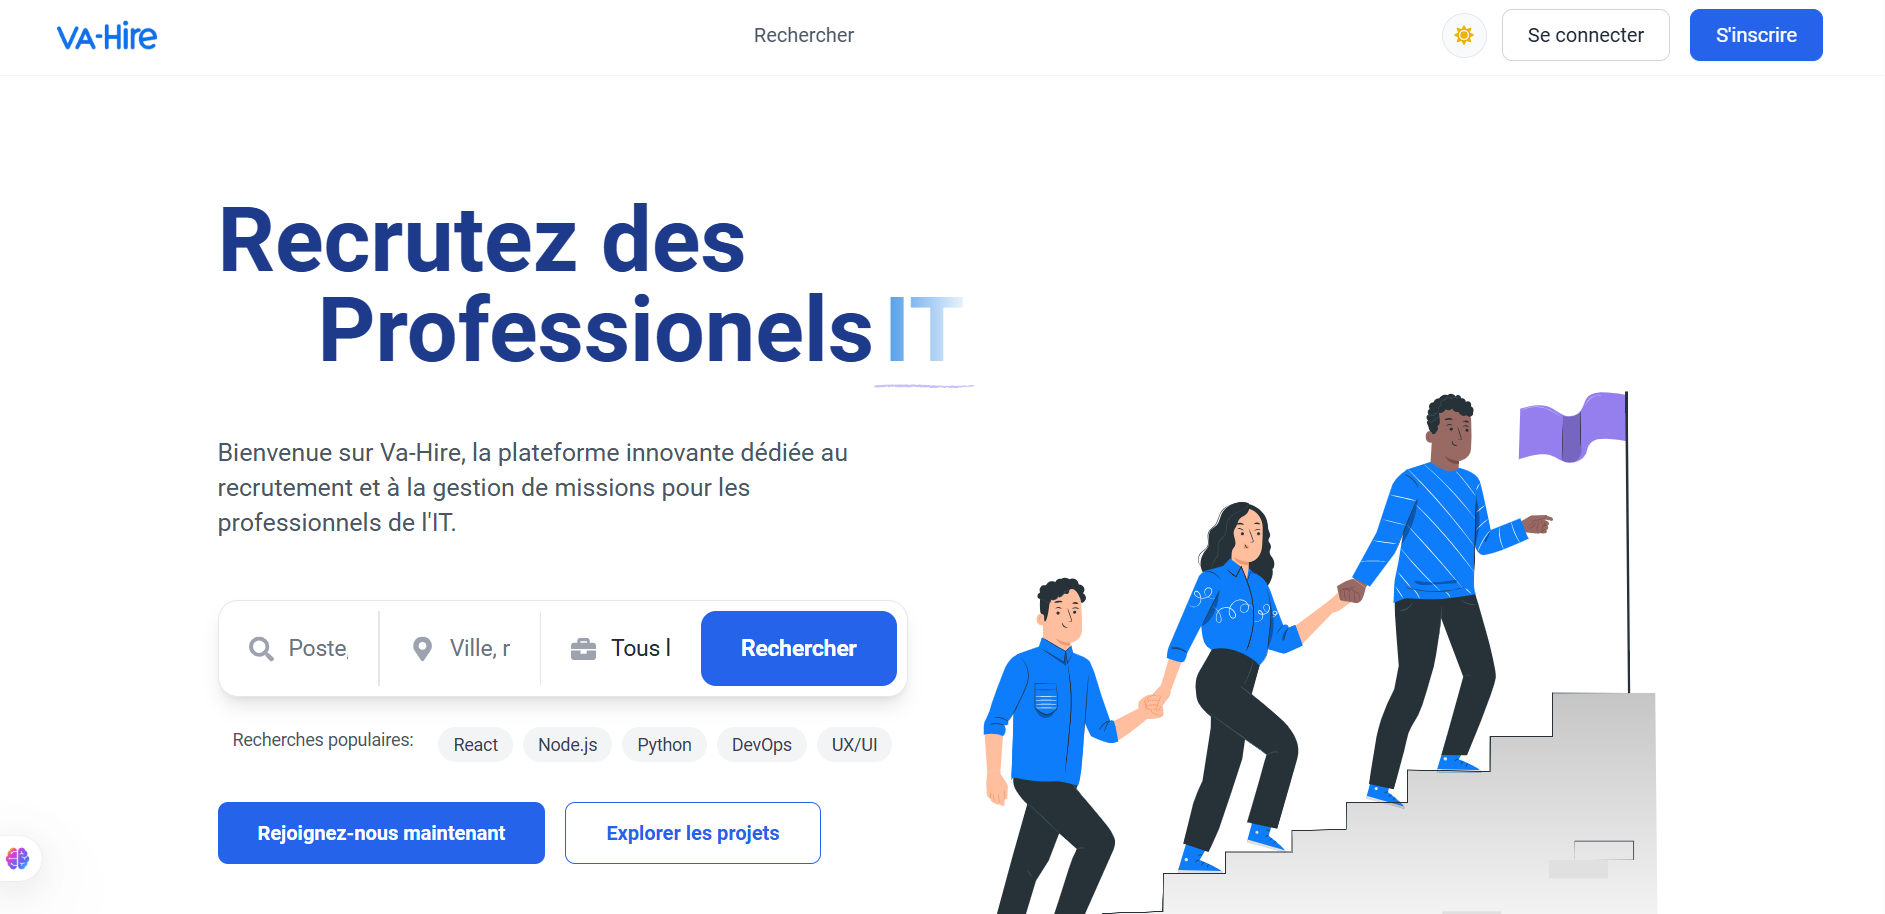 VA-Hire
Rechercher
Se connecter
S'inscrire
Recrutez des
Professionels IT
Bienvenue sur Va-Hire, la plateforme innovante dédiée au
recrutement et à la gestion de missions pour les
professionnels de l'IT.
Poste,
Ville, r
Tous l
Rechercher
Recherches populaires:
React
Node.js
Python
DevOps
UX/UI
Rejoignez-nous maintenant
Explorer les projets